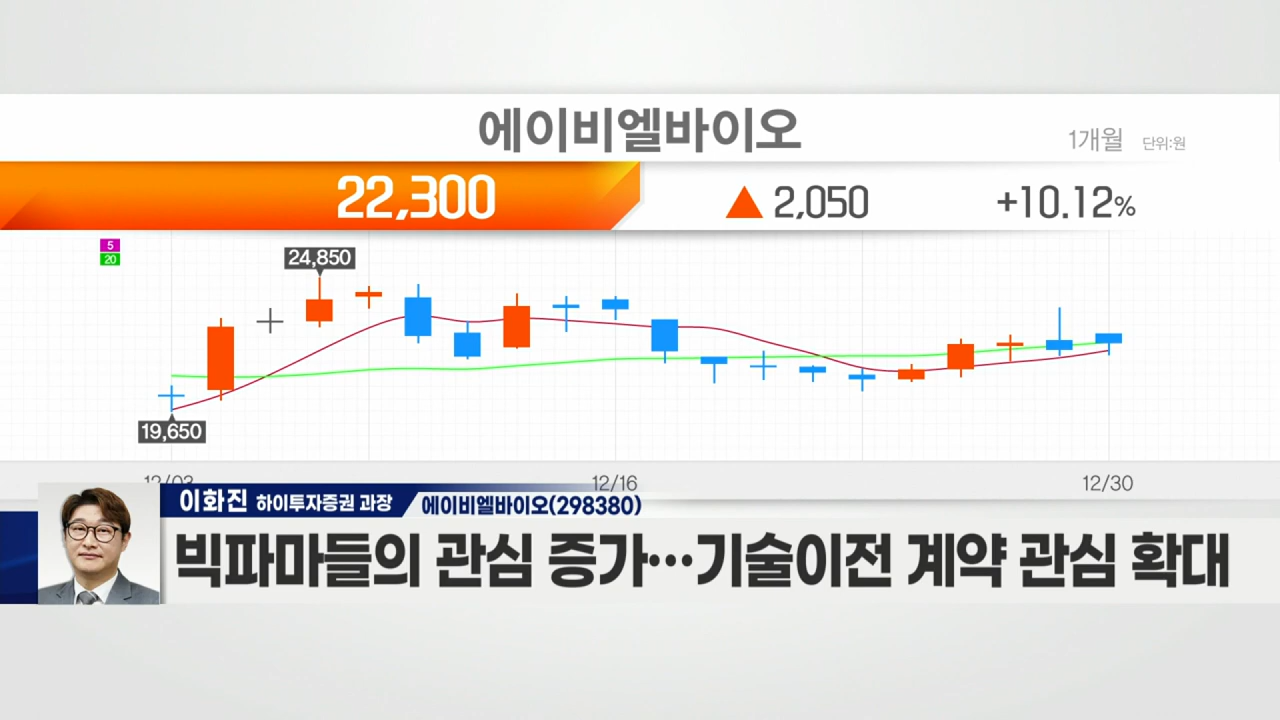 에이비엘바이오
1개월 단위:원
22,300 ▲ 2,050 +10.12%
5
20
24,850
19,650
12/03 12/16 12/30
이화진 하이투자증권 과장 에이비엘바이오(298380)
빅파마들의 관심 증가…기술이전 계약 관심 확대